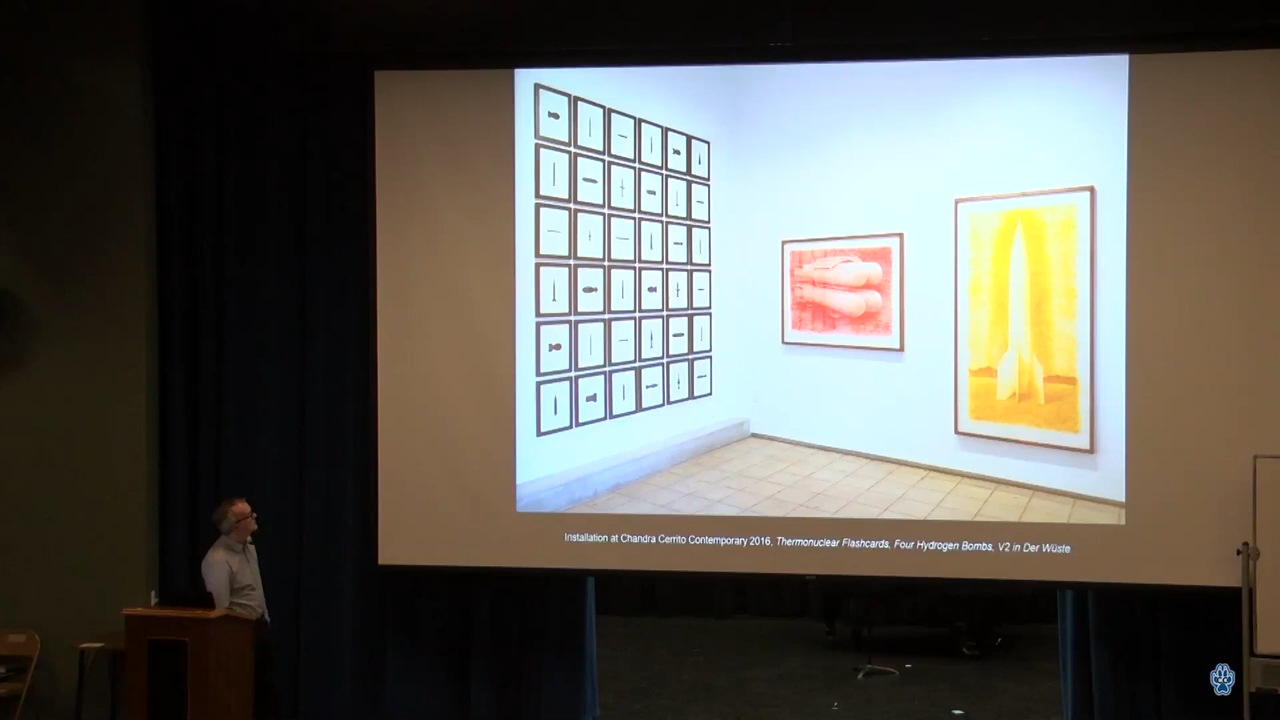 Installation at Chandra Cerrito Contemporary 2016, Thermonuclear Flashcards, Four Hydrogen Bombs, V2 in Der Wüste